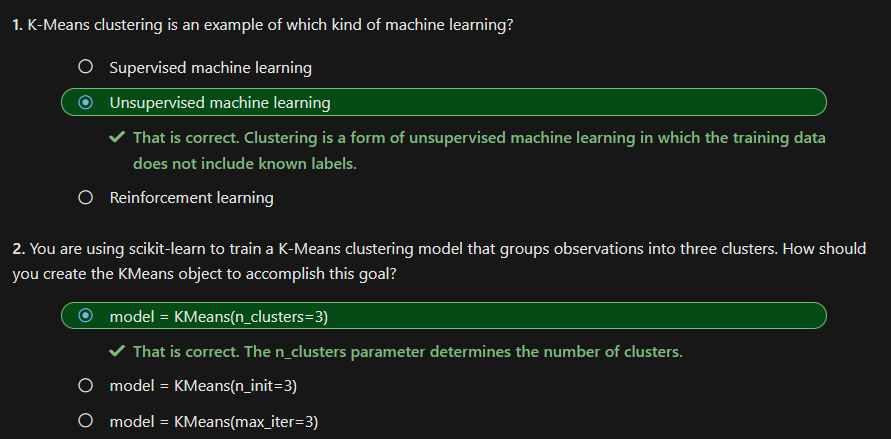 1. K-Means clustering is an example of which kind of machine learning?
Supervised machine learning
Unsupervised machine learning
That is correct. Clustering is a form of unsupervised machine learning in which the training data
does not include known labels.
Reinforcement learning
2. You are using scikit-learn to train a K-Means clustering model that groups observations into three clusters. How should
you create the KMeans object to accomplish this goal?
model = KMeans(n_clusters=3)
That is correct. The n_clusters parameter determines the number of clusters.
model = KMeans(n_init=3)
model = KMeans(max_iter=3)